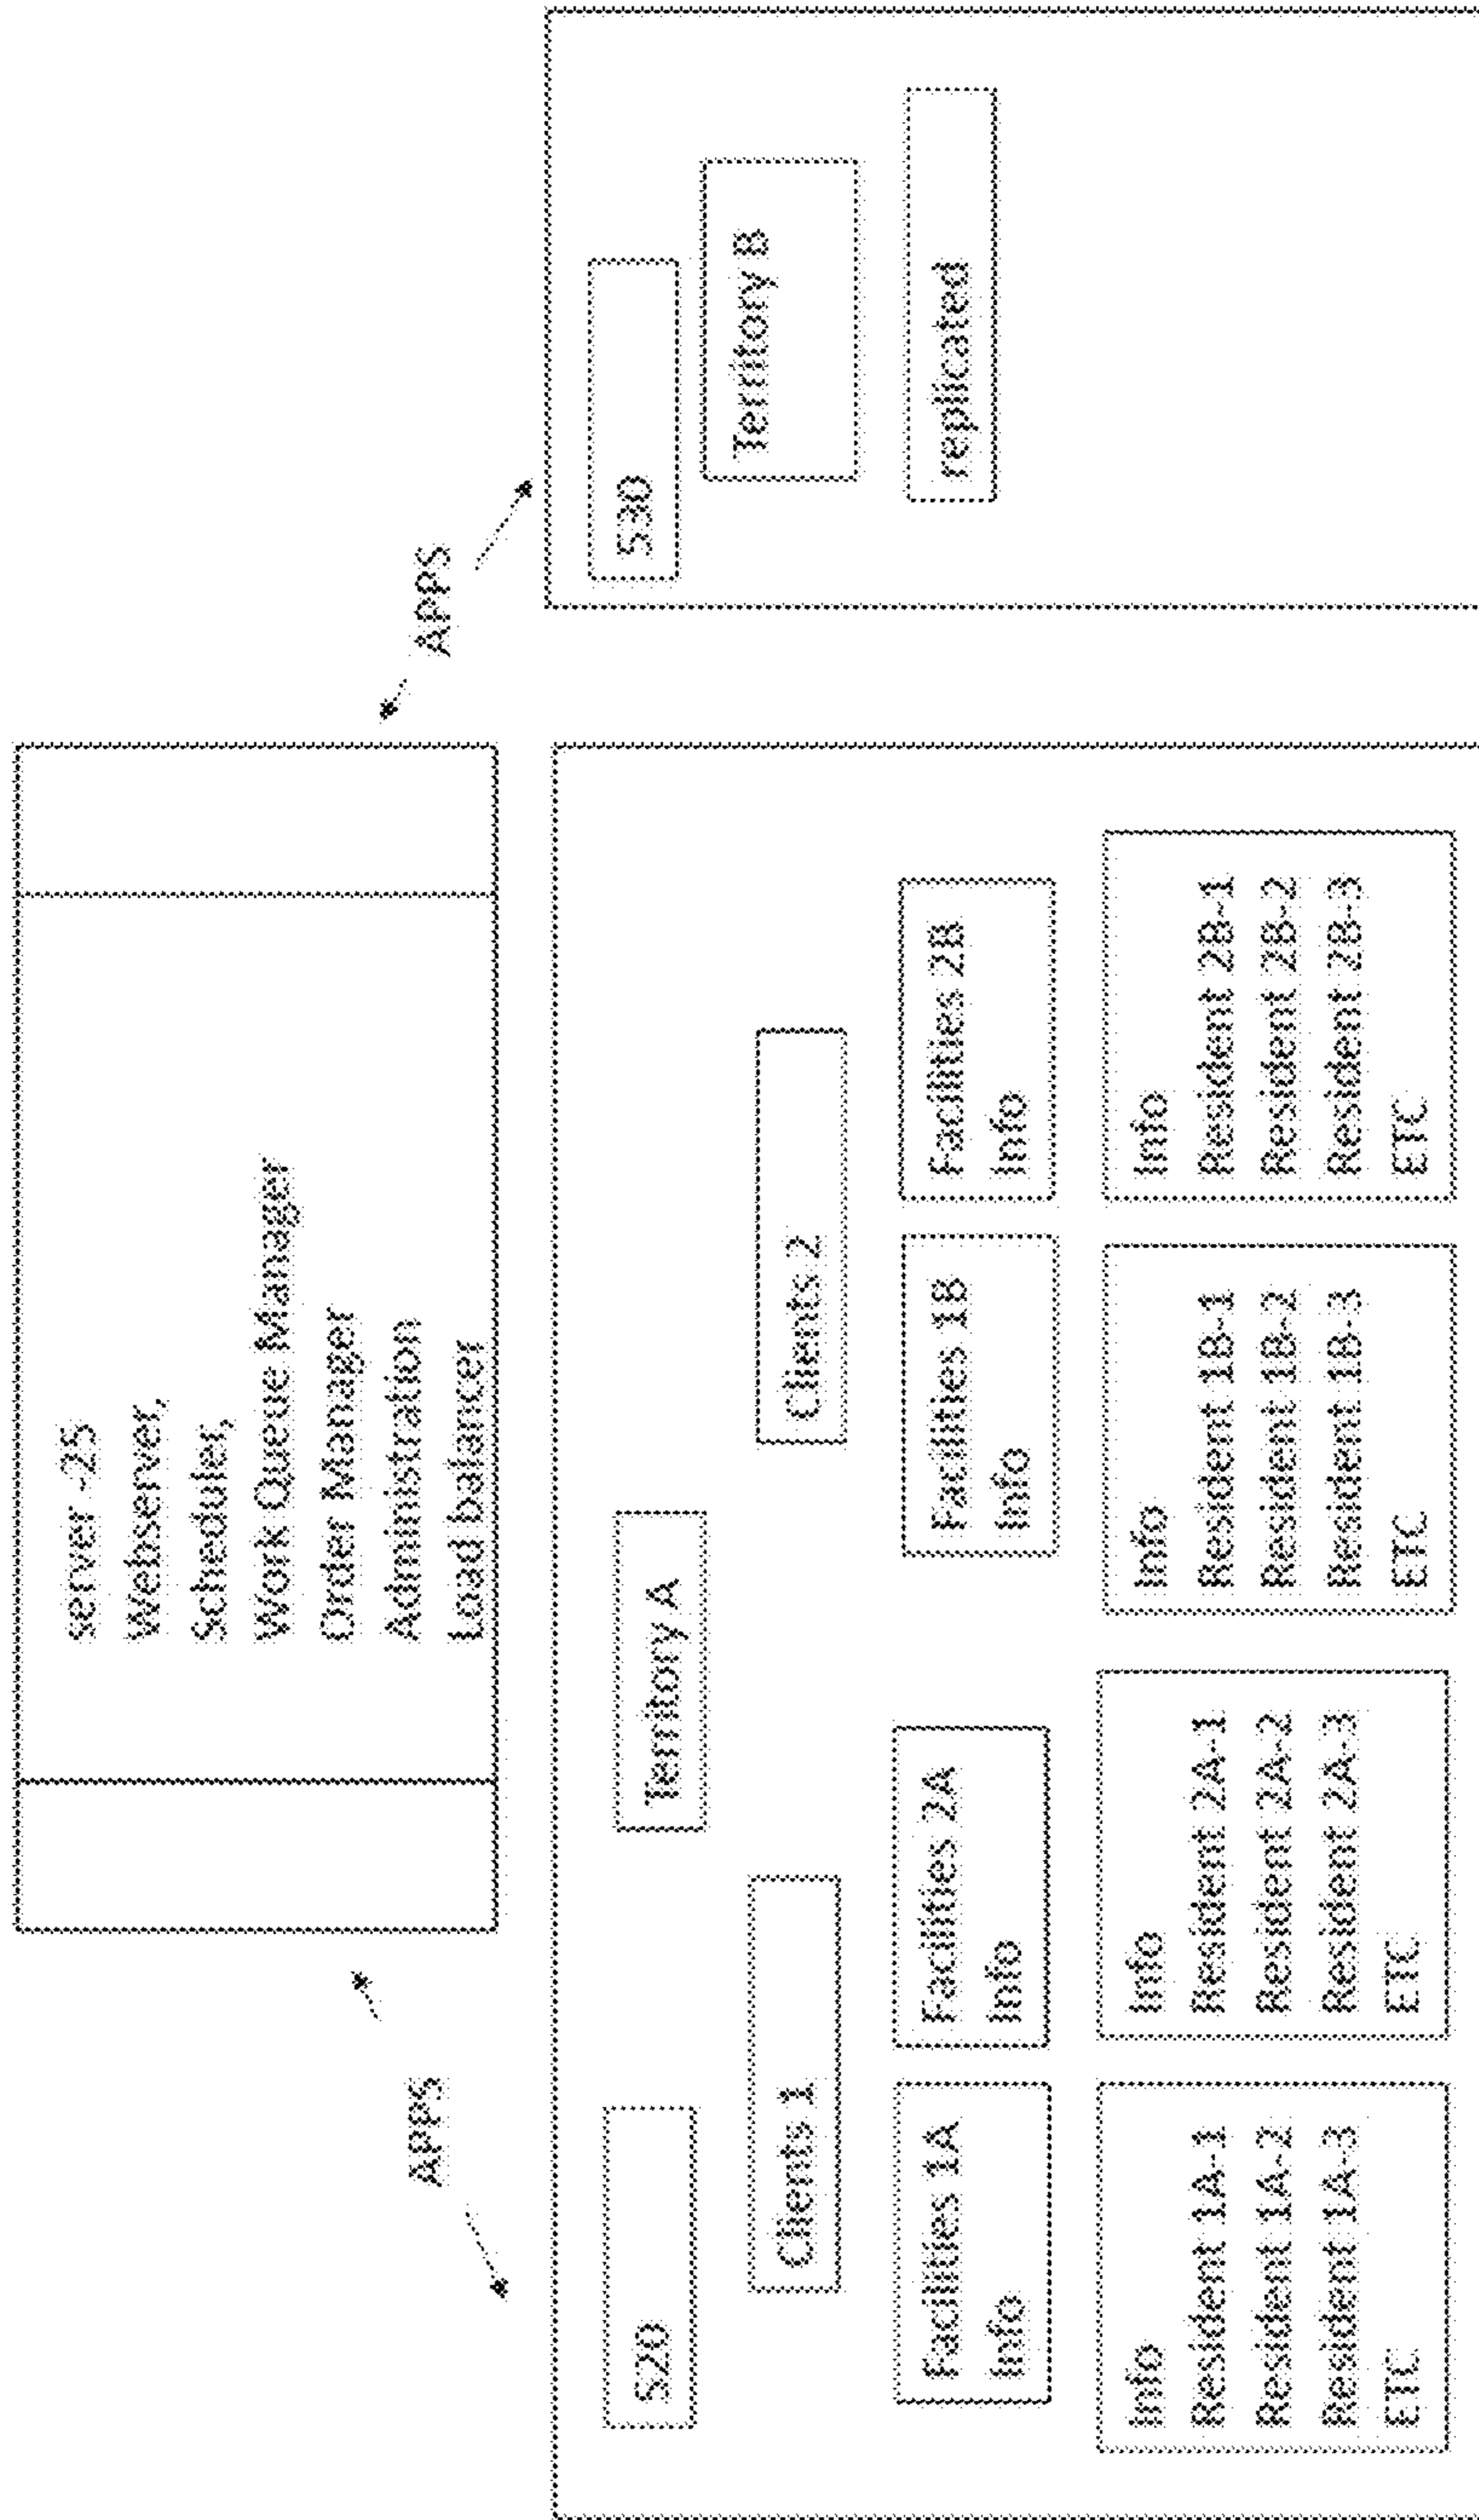 server -25
Webserver,
Scheduler,
Work Queue Manager
Order Manager
Administration
Load balancer
APPS
APPS
S20
Territory A
Clients 1
Clients 2
Facilities 1A
Info
Facilities 2A
Info
Facilities 1B
Info
Facilities 2B
Info
Info
Resident 1A-1
Resident 1A-2
Resident 1A-3
ETC
Info
Resident 2A-1
Resident 2A-2
Resident 2A-3
ETC
Info
Resident 1B-1
Resident 1B-2
Resident 1B-3
ETC
Info
Resident 2B-1
Resident 2B-2
Resident 2B-3
ETC
S30
Territory B
replicated